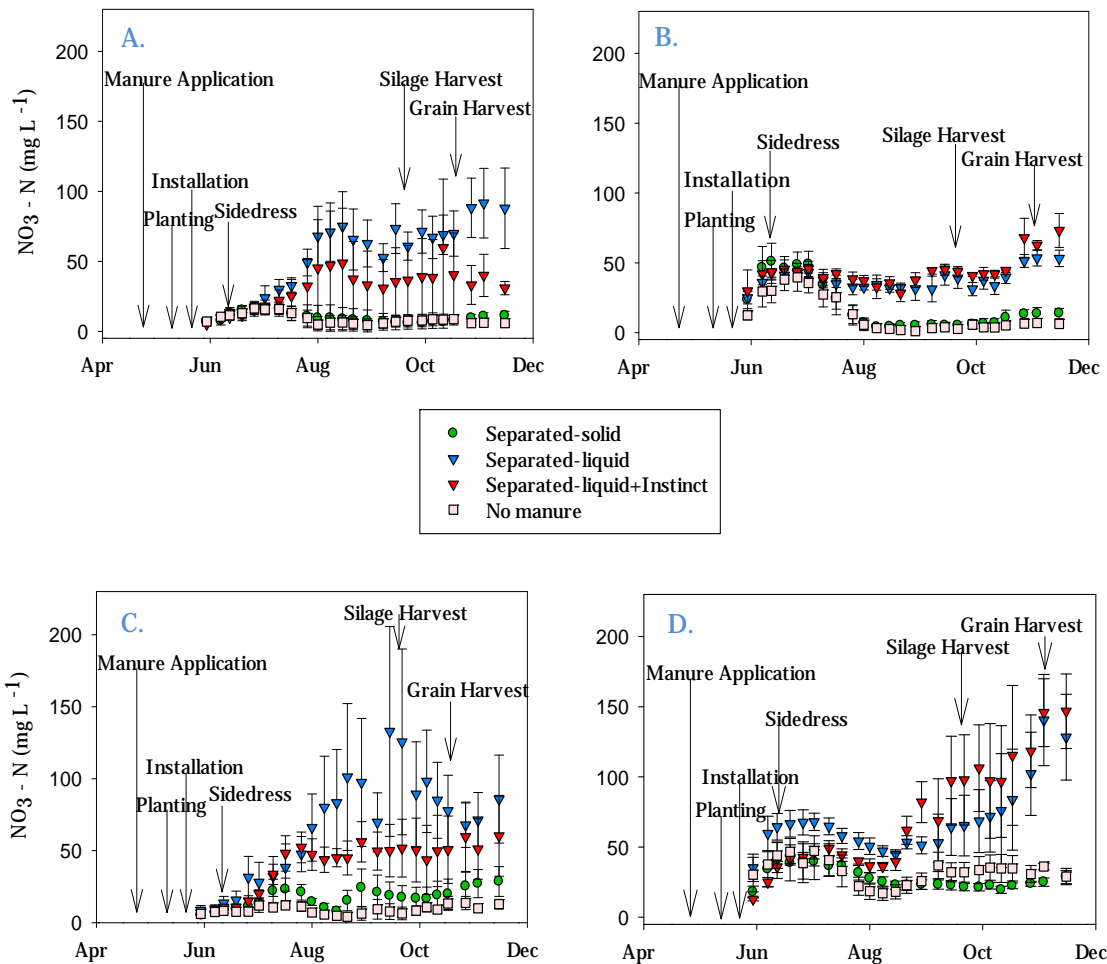 A.
200
Manure Application
Silage Harvest
150
Grain Harvest
NO3 - N (mg L -1)
100
Installation
Planting
Sidedress
50
0
Apr Jun Aug Oct Dec
B.
200
Manure Application
150
Silage Harvest
Sidedress
Grain Harvest
100
Installation
Planting
50
0
Apr Jun Aug Oct Dec
Separated-solid
Separated-liquid
Separated-liquid+Instinct
No manure
C.
Silage Harvest
200
Manure Application
Grain Harvest
150
NO3 - N (mg L -1)
Installation
100
Planting
Sidedress
50
0
Apr Jun Aug Oct Dec
D.
Grain Harvest
200
Silage Harvest
Manure Application
150
Sidedress
Installation
100
Planting
50
0
Apr Jun Aug Oct Dec